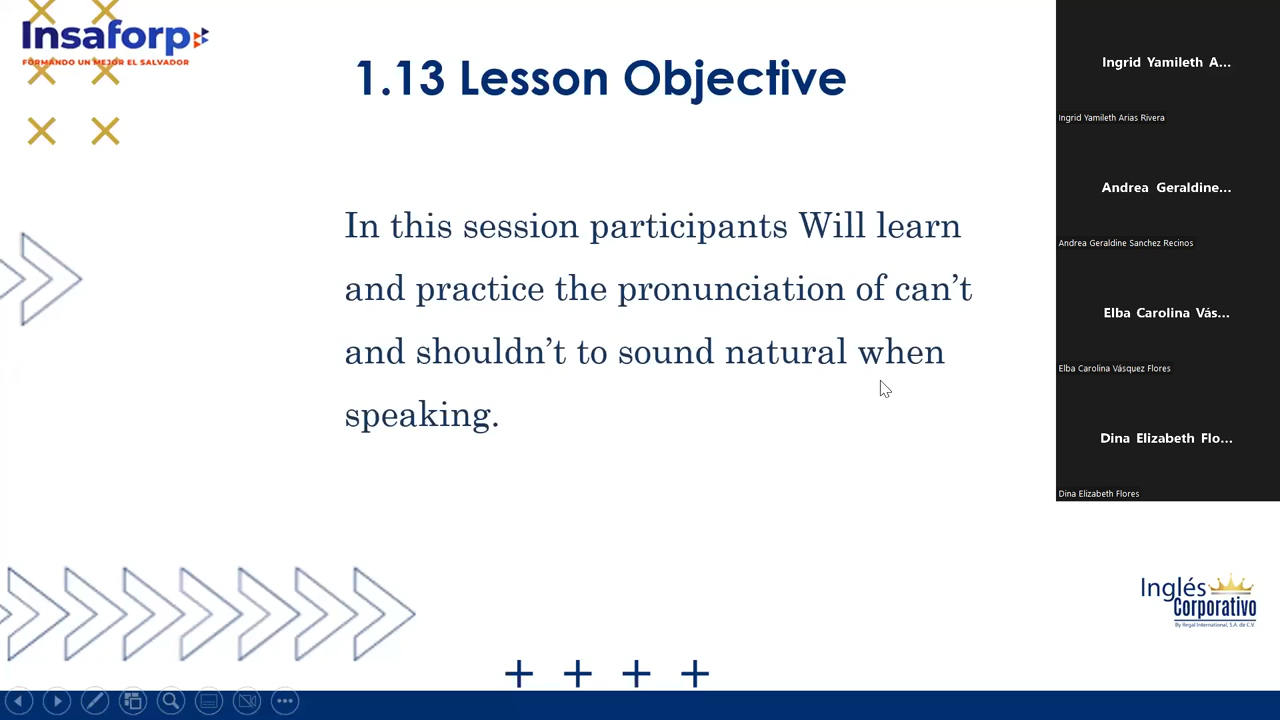 Insaforp
FORMANDO UN MEJOR EL SALVADOR
1.13 Lesson Objective
In this session participants Will learn
and practice the pronunciation of can’t
and shouldn’t to sound natural when
speaking.
Ingrid Yamileth A...
Ingrid Yamileth Arias Rivera
Andrea Geraldine...
Andrea Geraldine Sanchez Recinos
Elba Carolina Vás...
Elba Carolina Vásquez Flores
Dina Elizabeth Flo...
Dina Elizabeth Flores
Inglés
Corporativo
By Regal International, S.A. de C.V.